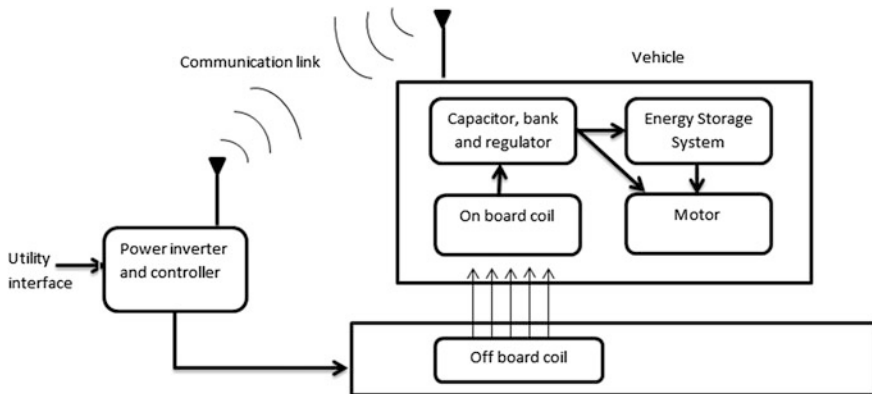 Communication link
Vehicle
Capacitor, bank
and regulator
Energy Storage
System
On board coil
Motor
Utility
interface
Power inverter
and controller
Off board coil